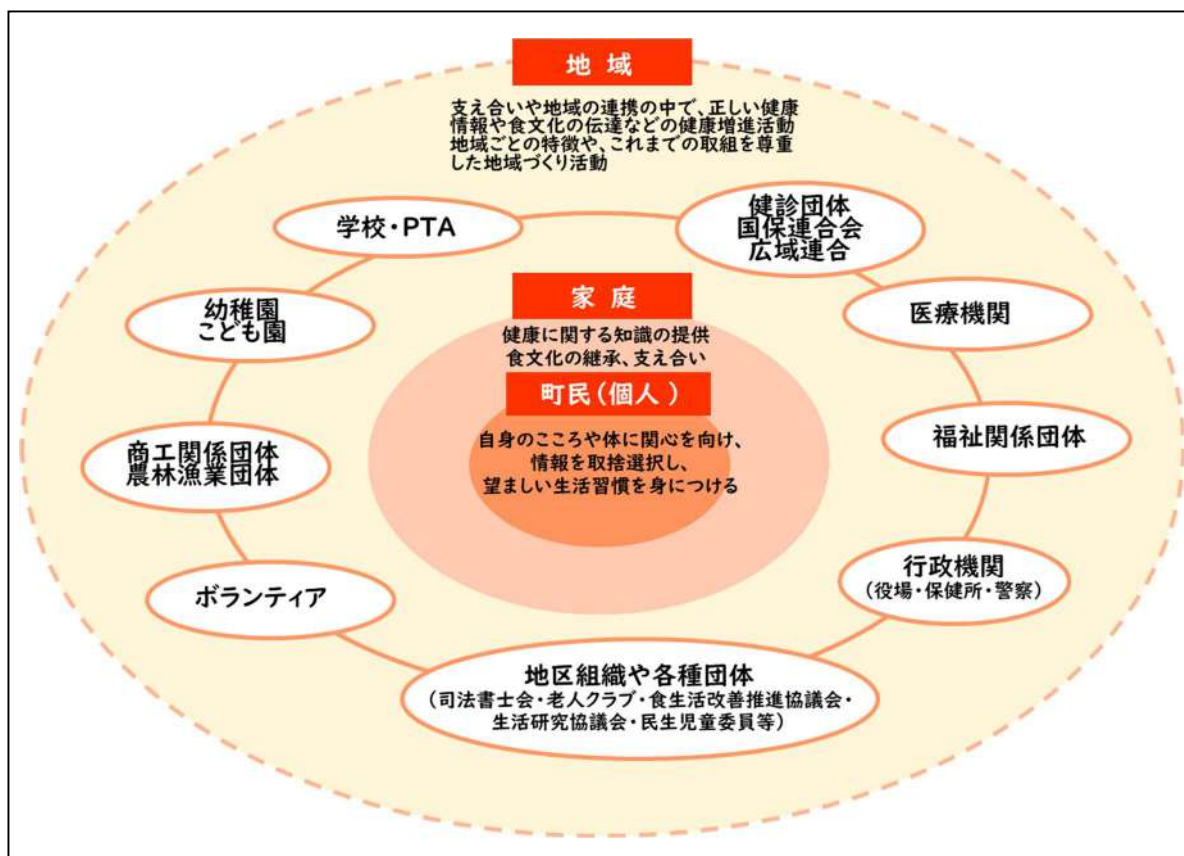 地域
支え合いや地域の連携の中で、正しい健康
情報や食文化の伝達などの健康増進活動
地域ごとの特徴や、これまでの取組を尊重
した地域づくり活動
学校・PTA
健診団体
国保連合会
広域連合
幼稚園
こども園
家庭
健康に関する知識の提供
食文化の継承、支え合い
医療機関
町民(個人)
自身のこころや体に関心を向け、
情報を取捨選択し、
望ましい生活習慣を身につける
商工関係団体
農林漁業団体
福祉関係団体
ボランティア
行政機関
(役場・保健所・警察)
地区組織や各種団体
(司法書士会・老人クラブ・食生活改善推進協議会・
生活研究協議会・民生児童委員等)